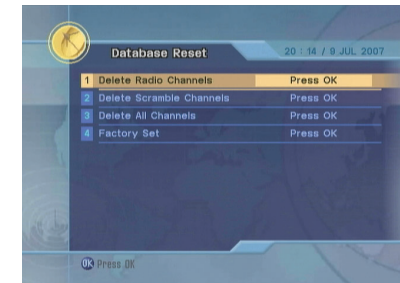 Database Reset 20 : 14 / 9 JUL 2007
1 Delete Radio Channels Press OK
2 Delete Scramble Channels Press OK
3 Delete All Channels Press OK
4 Factory Set Press OK
OK Press OK